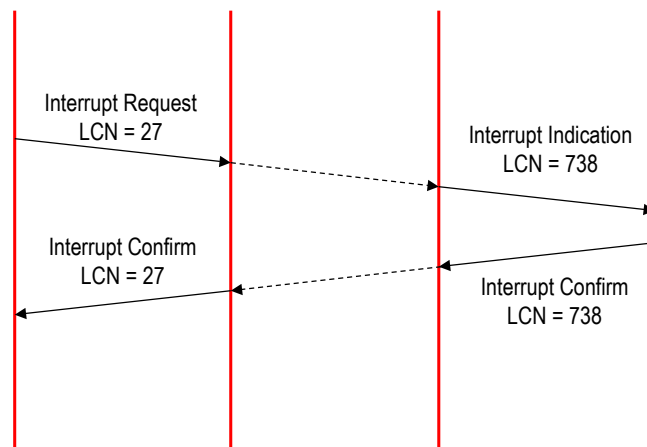 Interrupt Request
LCN = 27
Interrupt Indication
LCN = 738
Interrupt Confirm
LCN = 27
Interrupt Confirm
LCN = 738